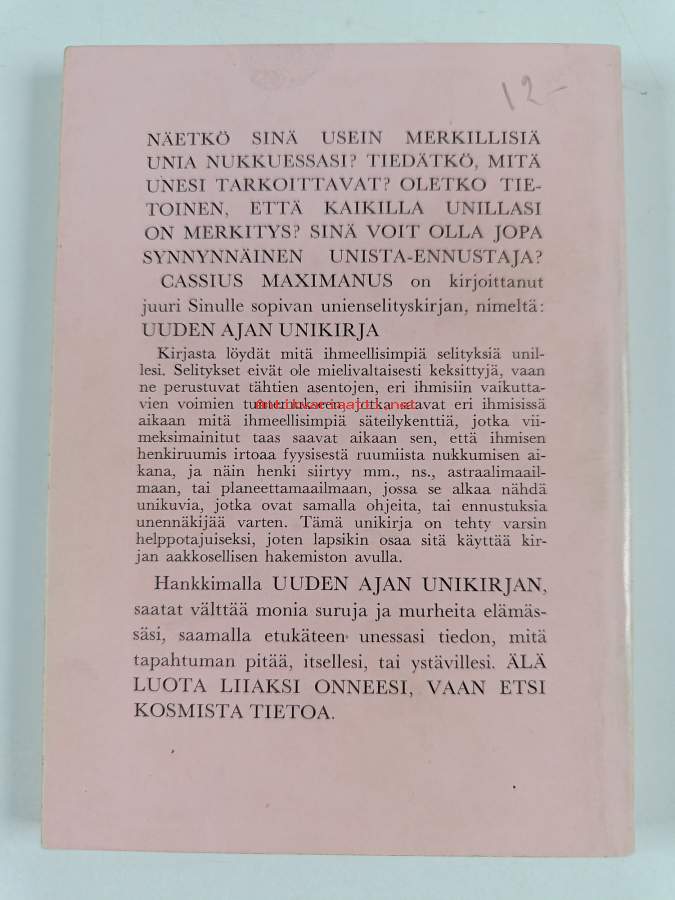 12-
NÄETKÖ SINÄ USEIN MERKILLISIÄ
UNIA NUKKUESSASI? TIEDÄTKÖ, MITÄ
UNESI TARKOITTAVAT? OLETKO TIE-
TOINEN, ETTÄ KAIKILLA UNILLASI
ON MERKITYS? SINÄ VOIT OLLA JOPA
SYNNYNNÄINEN UNISTA-ENNUSTAJA?
CASSIUS MAXIMANUS on kirjoittanut
juuri Sinulle sopivan unienselityskirjan, nimeltä:
UUDEN AJAN UNIKIRJA
Kirjasta löydät mitä ihmeellisimpiä selityksiä unil-
lesi. Selitykset eivät ole mielivaltaisesti keksittyjä, vaan
ne perustuvat tähtien asentojen, eri ihmisiin vaikutta-
vien voimien saavat eri ihmisissä
Antikvariaatti.net
aikaan mitä ihmeellisimpiä säteilykenttiä, jotka vii-
meksimainitut taas saavat aikaan sen, että ihmisen
henkiruumis irtoaa fyysisestä ruumiista nukkumisen ai-
kana, ja näin henki siirtyy mm., ns., astraalimaail-
maan, tai planeettamaailmaan, jossa se alkaa nähdä
unikuvia, jotka ovat samalla ohjeita, tai ennustuksia
unennäkijää varten. Tämä unikirja on tehty varsin
helppotajuiseksi, joten lapsikin osaa sitä käyttää kir-
jan aakkosellisen hakemiston avulla.
Hankkimalla UUDEN AJAN UNIKIRJAN,
saatat välttää monia suruja ja murheita elämäs-
säsi, saamalla etukäteen unessasi tiedon, mitä
tapahtuman pitää, itsellesi, tai ystävillesi. ÄLÄ
LUOTA LIIAKSI ONNEESI, VAAN ETSI
KOSMISTA TIETOA.